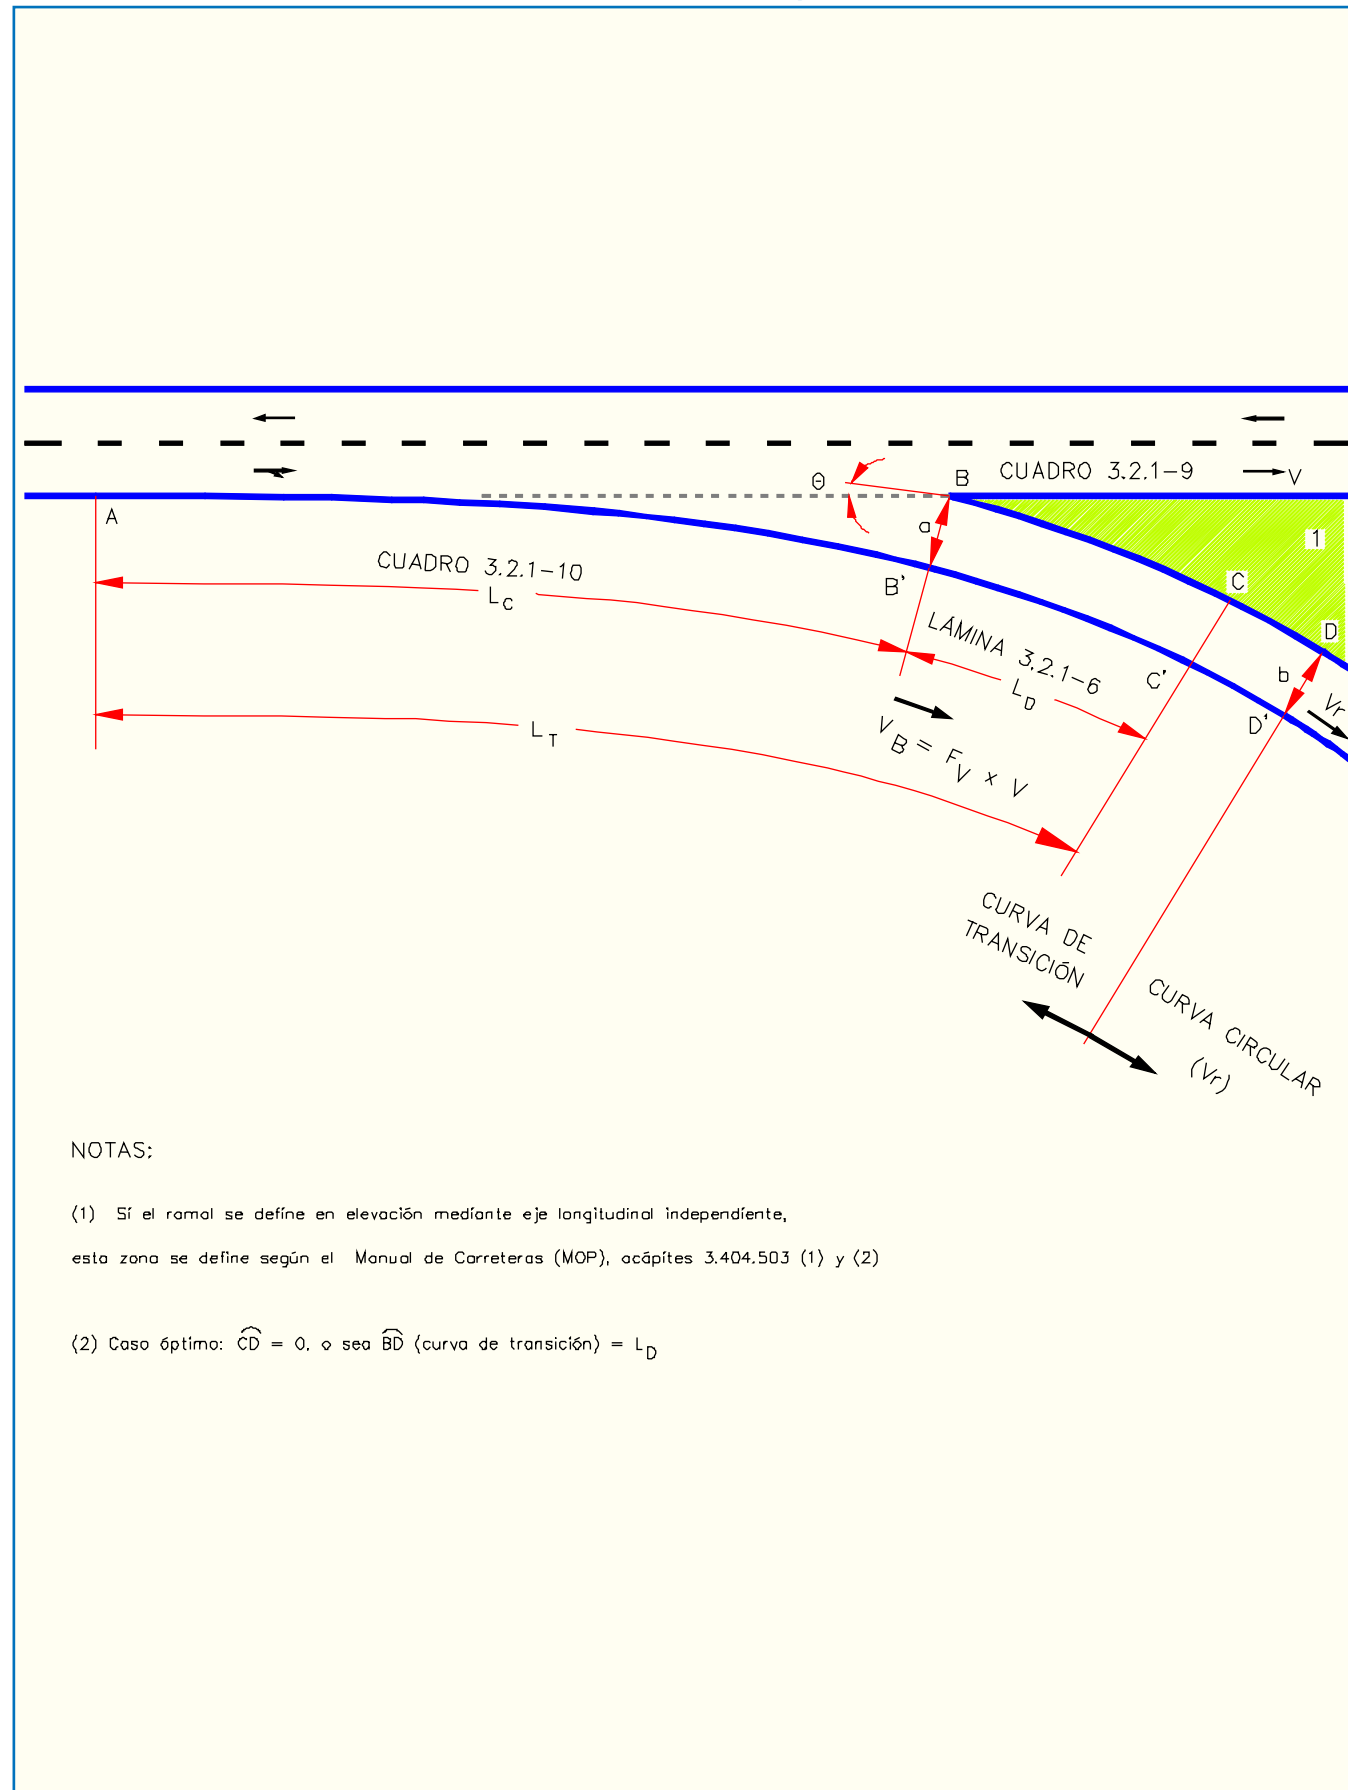 θ
B
CUADRO 3.2.1-9
V
A
a
1
CUADRO 3.2.1-10
B'
C
L C
LÁMINA 3.2.1-6
D
C'
b
L D
Vr
D'
L T
V B = F V x V
CURVA DE
TRANSICIÓN
CURVA CIRCULAR
(Vr)
NOTAS:
(1) Sí el ramal se define en elevación mediante eje longitudinal independiente,
esta zona se define según el Manual de Carreteras (MOP), acápites 3.404.503 (1) y (2)
(2) Caso óptimo: CD = 0, o sea BD (curva de transición) = L D